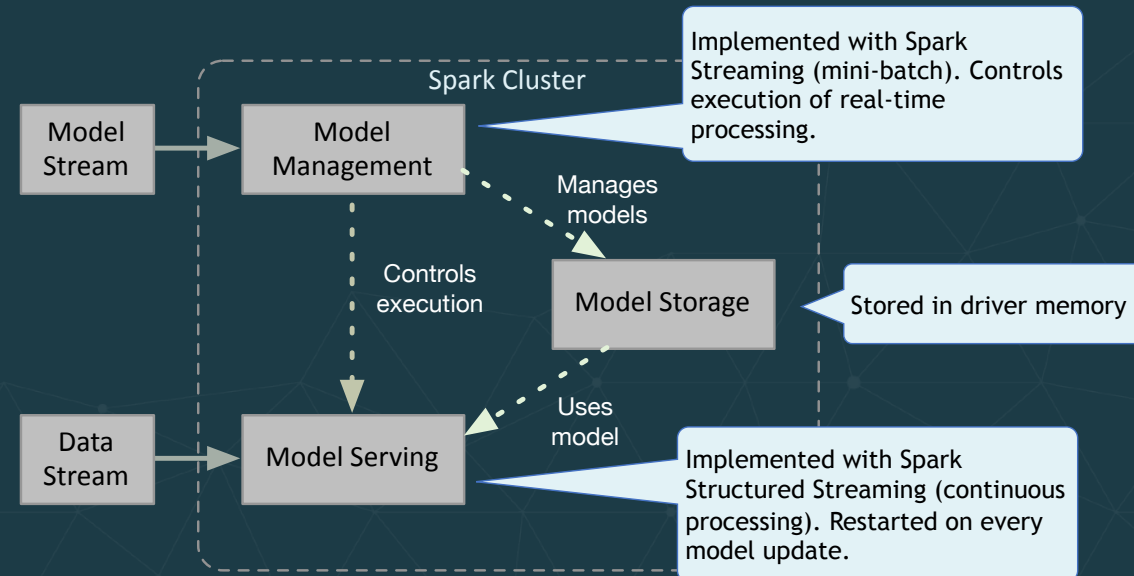 Spark Cluster
Implemented with Spark
Streaming (mini-batch). Controls
execution of real-time
processing.
Model
Stream
Model
Management
Manages
models
Controls
execution
Model Storage
Stored in driver memory
Uses
model
Data
Stream
Model Serving
Implemented with Spark
Structured Streaming (continuous
processing). Restarted on every
model update.